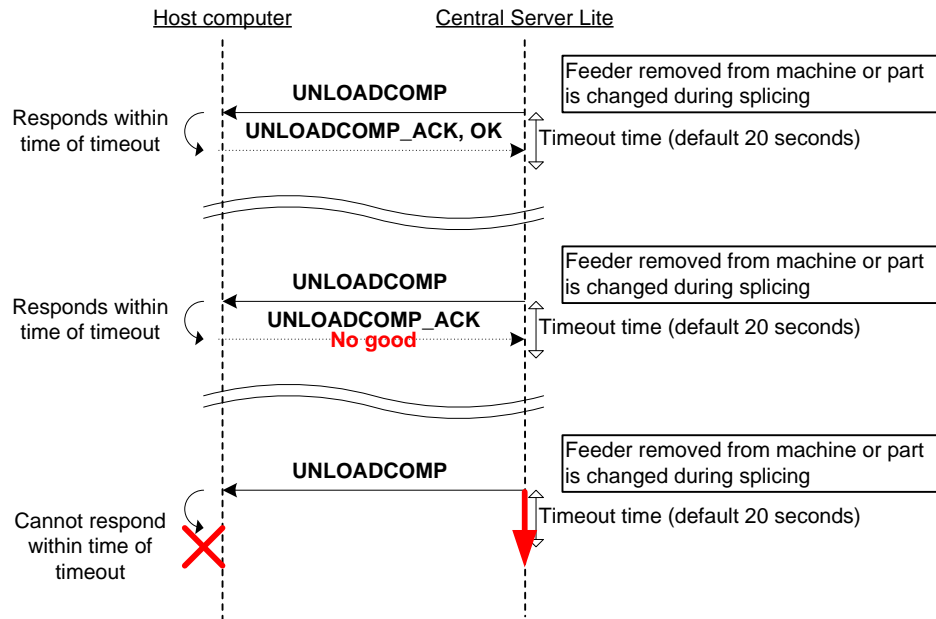 Host computer
Central Server Lite
Feeder removed from machine or part
is changed during splicing
UNLOADCOMP
Responds within
time of timeout
UNLOADCOMP_ACK, OK
Timeout time (default 20 seconds)
Feeder removed from machine or part
is changed during splicing
UNLOADCOMP
Responds within
time of timeout
UNLOADCOMP_ACK
No good
Timeout time (default 20 seconds)
Feeder removed from machine or part
is changed during splicing
UNLOADCOMP
Cannot respond
within time of
timeout
Timeout time (default 20 seconds)